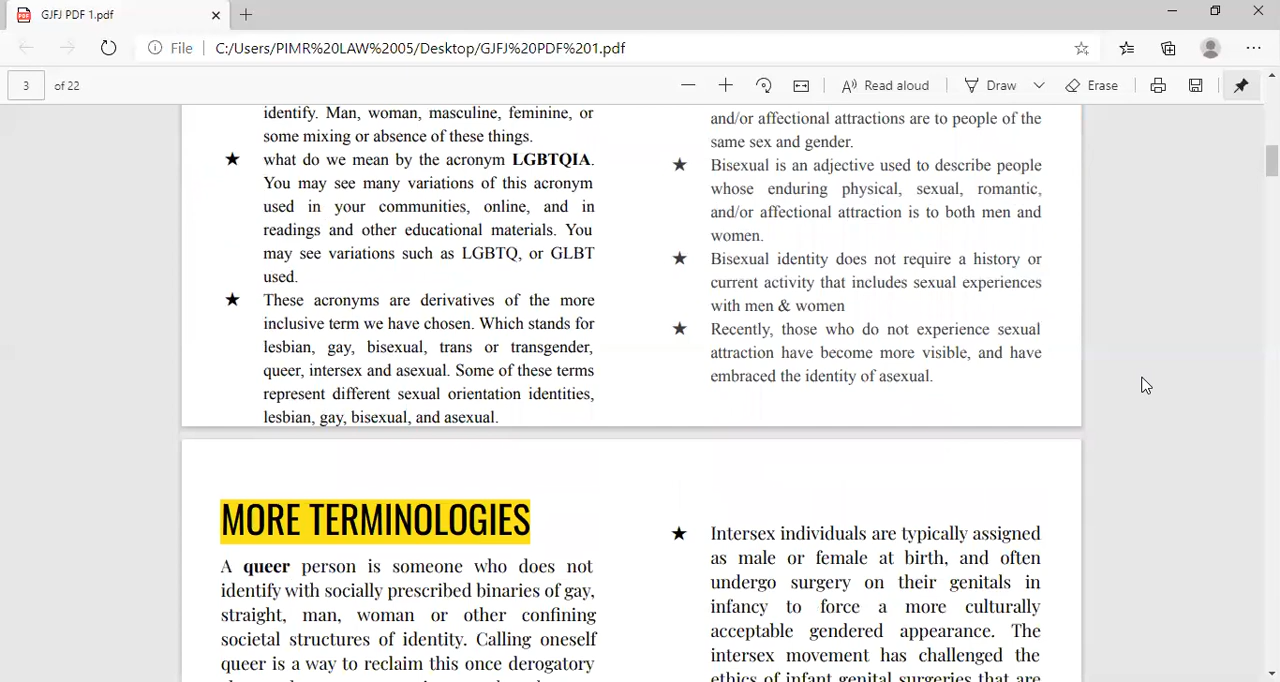 GJFJ PDF 1.pdf
File
C:/Users/PIMR%20LAW%2005/Desktop/GJFJ%20PDF%201.pdf
3
of 22
Read aloud
Draw
Erase
identify. Man, woman, masculine, feminine, or
some mixing or absence of these things.
★ what do we mean by the acronym LGBTQIA.
You may see many variations of this acronym
used in your communities, online, and in
readings and other educational materials. You
may see variations such as LGBTQ, or GLBT
used.
★ These acronyms are derivatives of the more
inclusive term we have chosen. Which stands for
lesbian, gay, bisexual, trans or transgender,
queer, intersex and asexual. Some of these terms
represent different sexual orientation identities,
lesbian, gay, bisexual, and asexual.
and/or affectional attractions are to people of the
same sex and gender.
★ Bisexual is an adjective used to describe people
whose enduring physical, sexual, romantic,
and/or affectional attraction is to both men and
women.
★ Bisexual identity does not require a history or
current activity that includes sexual experiences
with men & women
★ Recently, those who do not experience sexual
attraction have become more visible, and have
embraced the identity of asexual.
MORE TERMINOLOGIES
A queer person is someone who does not
identify with socially prescribed binaries of gay,
straight, man, woman or other confining
societal structures of identity. Calling oneself
queer is a way to reclaim this once derogatory
★ Intersex individuals are typically assigned
as male or female at birth, and often
undergo surgery on their genitals in
infancy to force a more culturally
acceptable gendered appearance. The
intersex movement has challenged the
ethics of infant genital surgeries that are